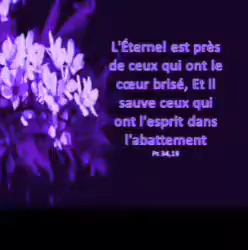 L'Éternel est près
de ceux qui ont le
cœur brisé, Et il
sauve ceux qui
ont l'esprit dans
l'abattement
Ps 34,19